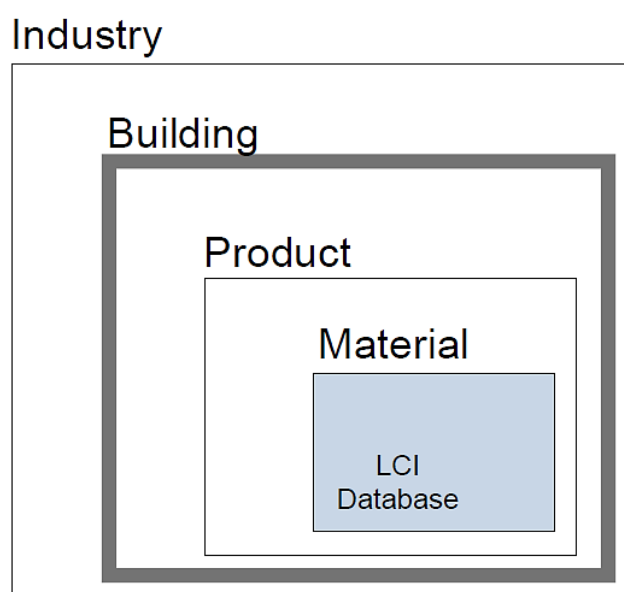 Industry
Building
Product
Material
LCI
Database